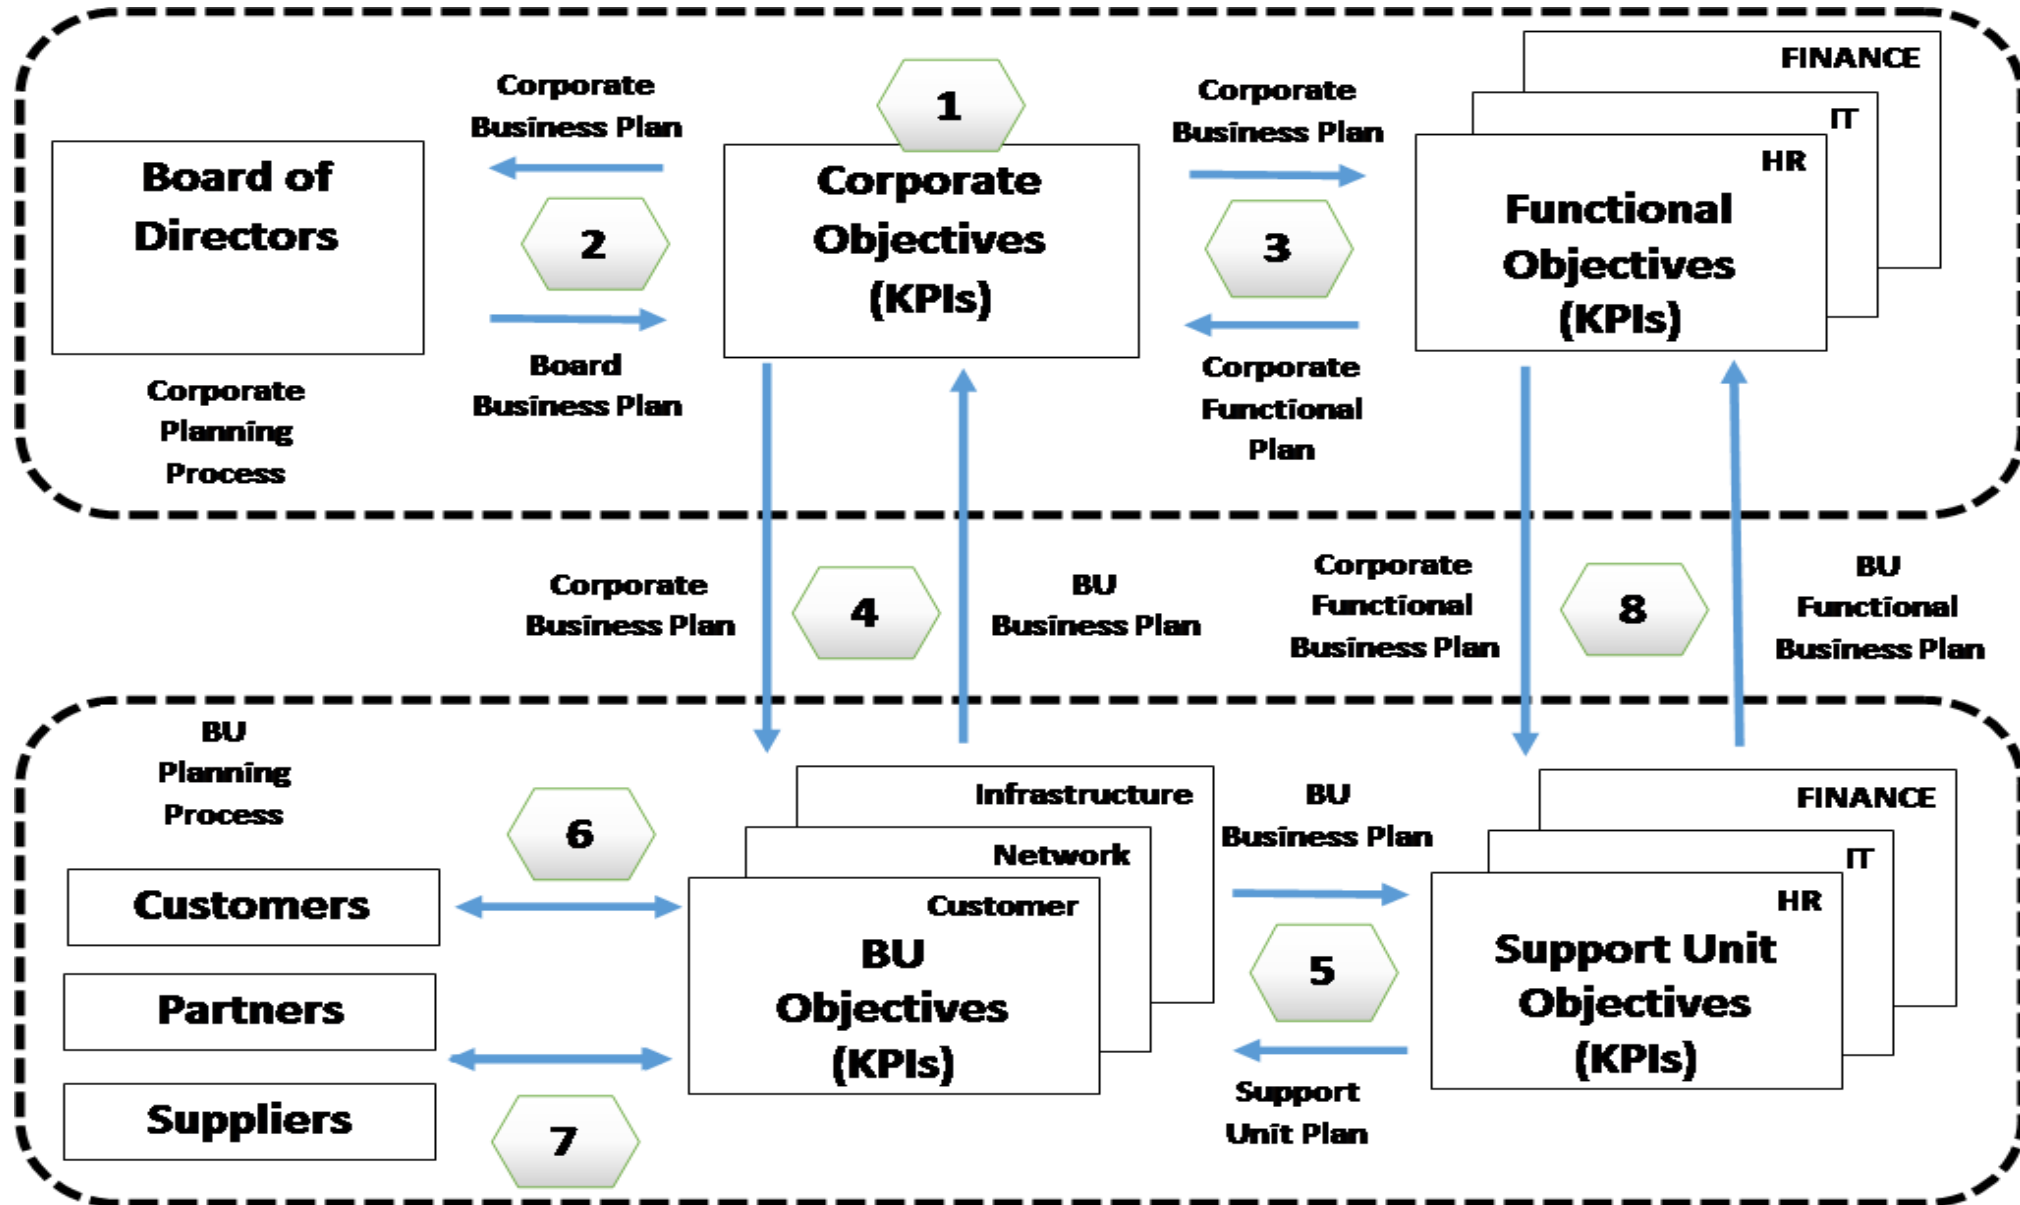 Corporate
Business Plan
1
Corporate
Business Plan
FINANCE
IT
HR
Board of
Directors
2
Corporate
Objectives
(KPIs)
3
Functional
Objectives
(KPIs)
Board
Business Plan
Corporate
Functional
Plan
Corporate
Planning
Process
Corporate
Business Plan
4
BU
Business Plan
Corporate
Functional
Business Plan
8
BU
Functional
Business Plan
BU
Planning
Process
6
Infrastructure
Network
Customer
BU
Objectives
(KPIs)
BU
Business Plan
FINANCE
IT
HR
Support Unit
Objectives
(KPIs)
Customers
Partners
Suppliers
5
7
Support
Unit Plan